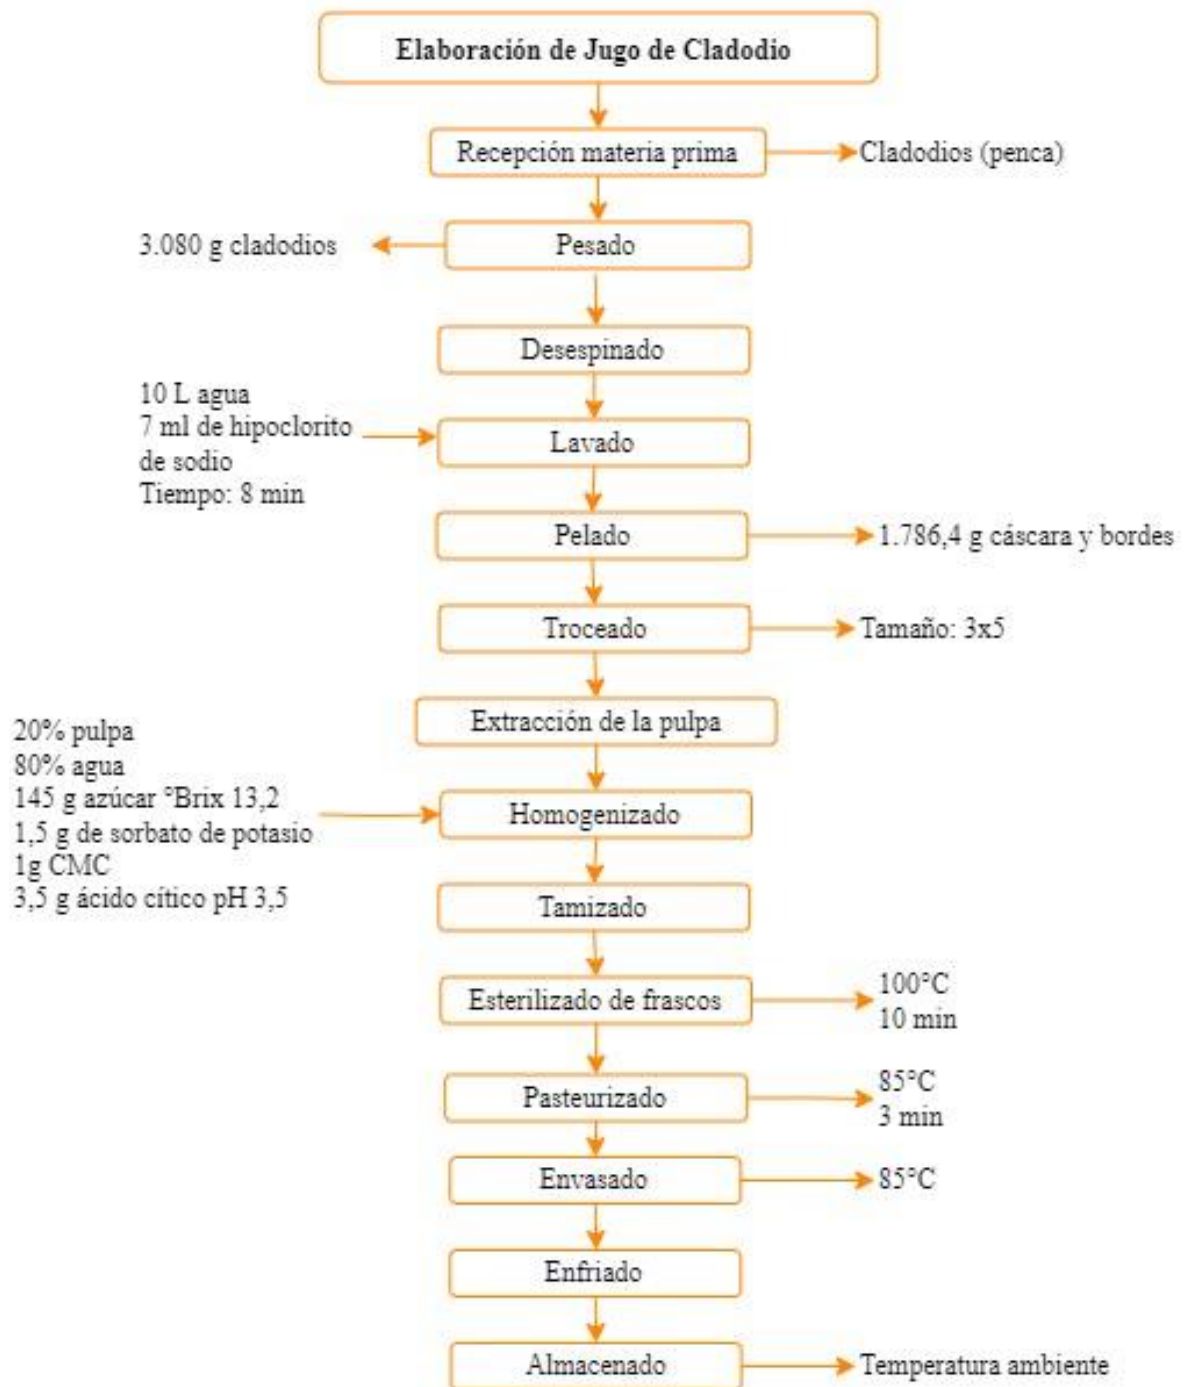 Elaboración de Jugo de Cladodio
Recepción materia prima
Cladodios (penca)
3.080 g cladodios
Pesado
Desespinado
10 L agua
7 ml de hipoclorito
de sodio
Tiempo: 8 min
Lavado
Pelado
1.786,4 g cáscara y bordes
Troceado
Tamaño: 3x5
Extracción de la pulpa
20% pulpa
80% agua
145 g azúcar °Brix 13,2
1,5 g de sorbato de potasio
1g CMC
3,5 g ácido cítico pH 3,5
Homogenizado
Tamizado
Esterilizado de frascos
100°C
10 min
Pasteurizado
85°C
3 min
Envasado
85°C
Enfriado
Almacenado
Temperatura ambiente